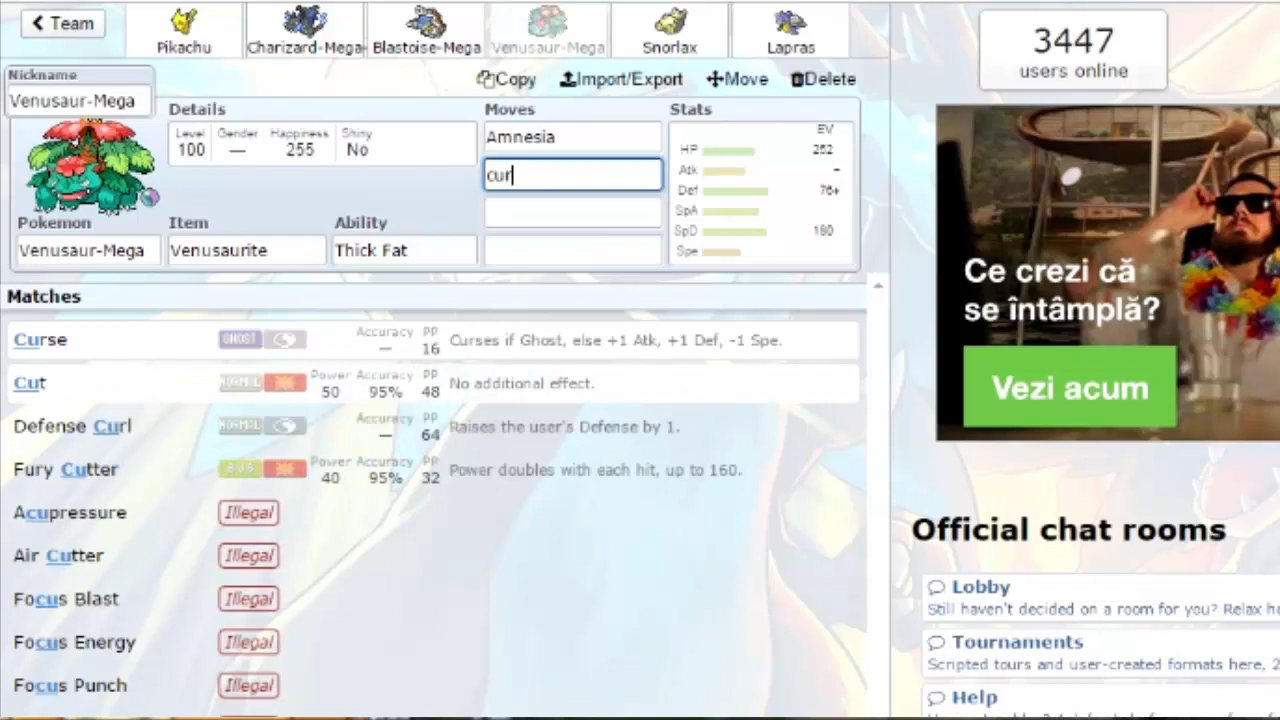 Team
Pikachu
Charizard-Mega-
Blastoise-Mega
Venusaur-Mega
Snorlax
Lapras
Copy
Import/Export
Move
Delete
Nickname
Venusaur-Mega
Details
Level Gender Happiness Shiny
100 — 255 No
Pokemon
Venusaur-Mega
Item
Venusaurite
Ability
Thick Fat
Moves
Amnesia
cur
Stats
EV
HP 252
Atk -
Def 76+
SpA
SpD 180
Spe
Matches
Curse GHOST Accuracy — PP 16 Curses if Ghost, else +1 Atk, +1 Def, -1 Spe.
Cut NORMAL Power 50 Accuracy 95% PP 48 No additional effect.
Defense Curl NORMAL Accuracy — PP 64 Raises the user's Defense by 1.
Fury Cutter BUG Power 40 Accuracy 95% PP 32 Power doubles with each hit, up to 160.
Acupressure Illegal
Air Cutter Illegal
Focus Blast Illegal
Focus Energy Illegal
Focus Punch Illegal
3447
users online
Ce crezi că
se întâmplă?
Vezi acum
Official chat rooms
Lobby
Still haven't decided on a room for you? Relax
Tournaments
Scripted tours and user-created formats here, 2
Help